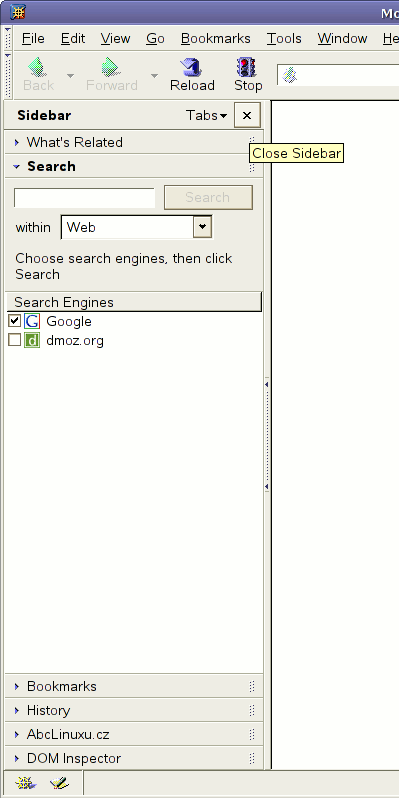 Mo
File Edit View Go Bookmarks Tools Window He
Back Forward Reload Stop
Sidebar Tabs
What's Related
Close Sidebar
Search
Search
within Web
Choose search engines, then click
Search
Search Engines
Google
d dmoz.org
Bookmarks
History
AbcLinuxu.cz
DOM Inspector